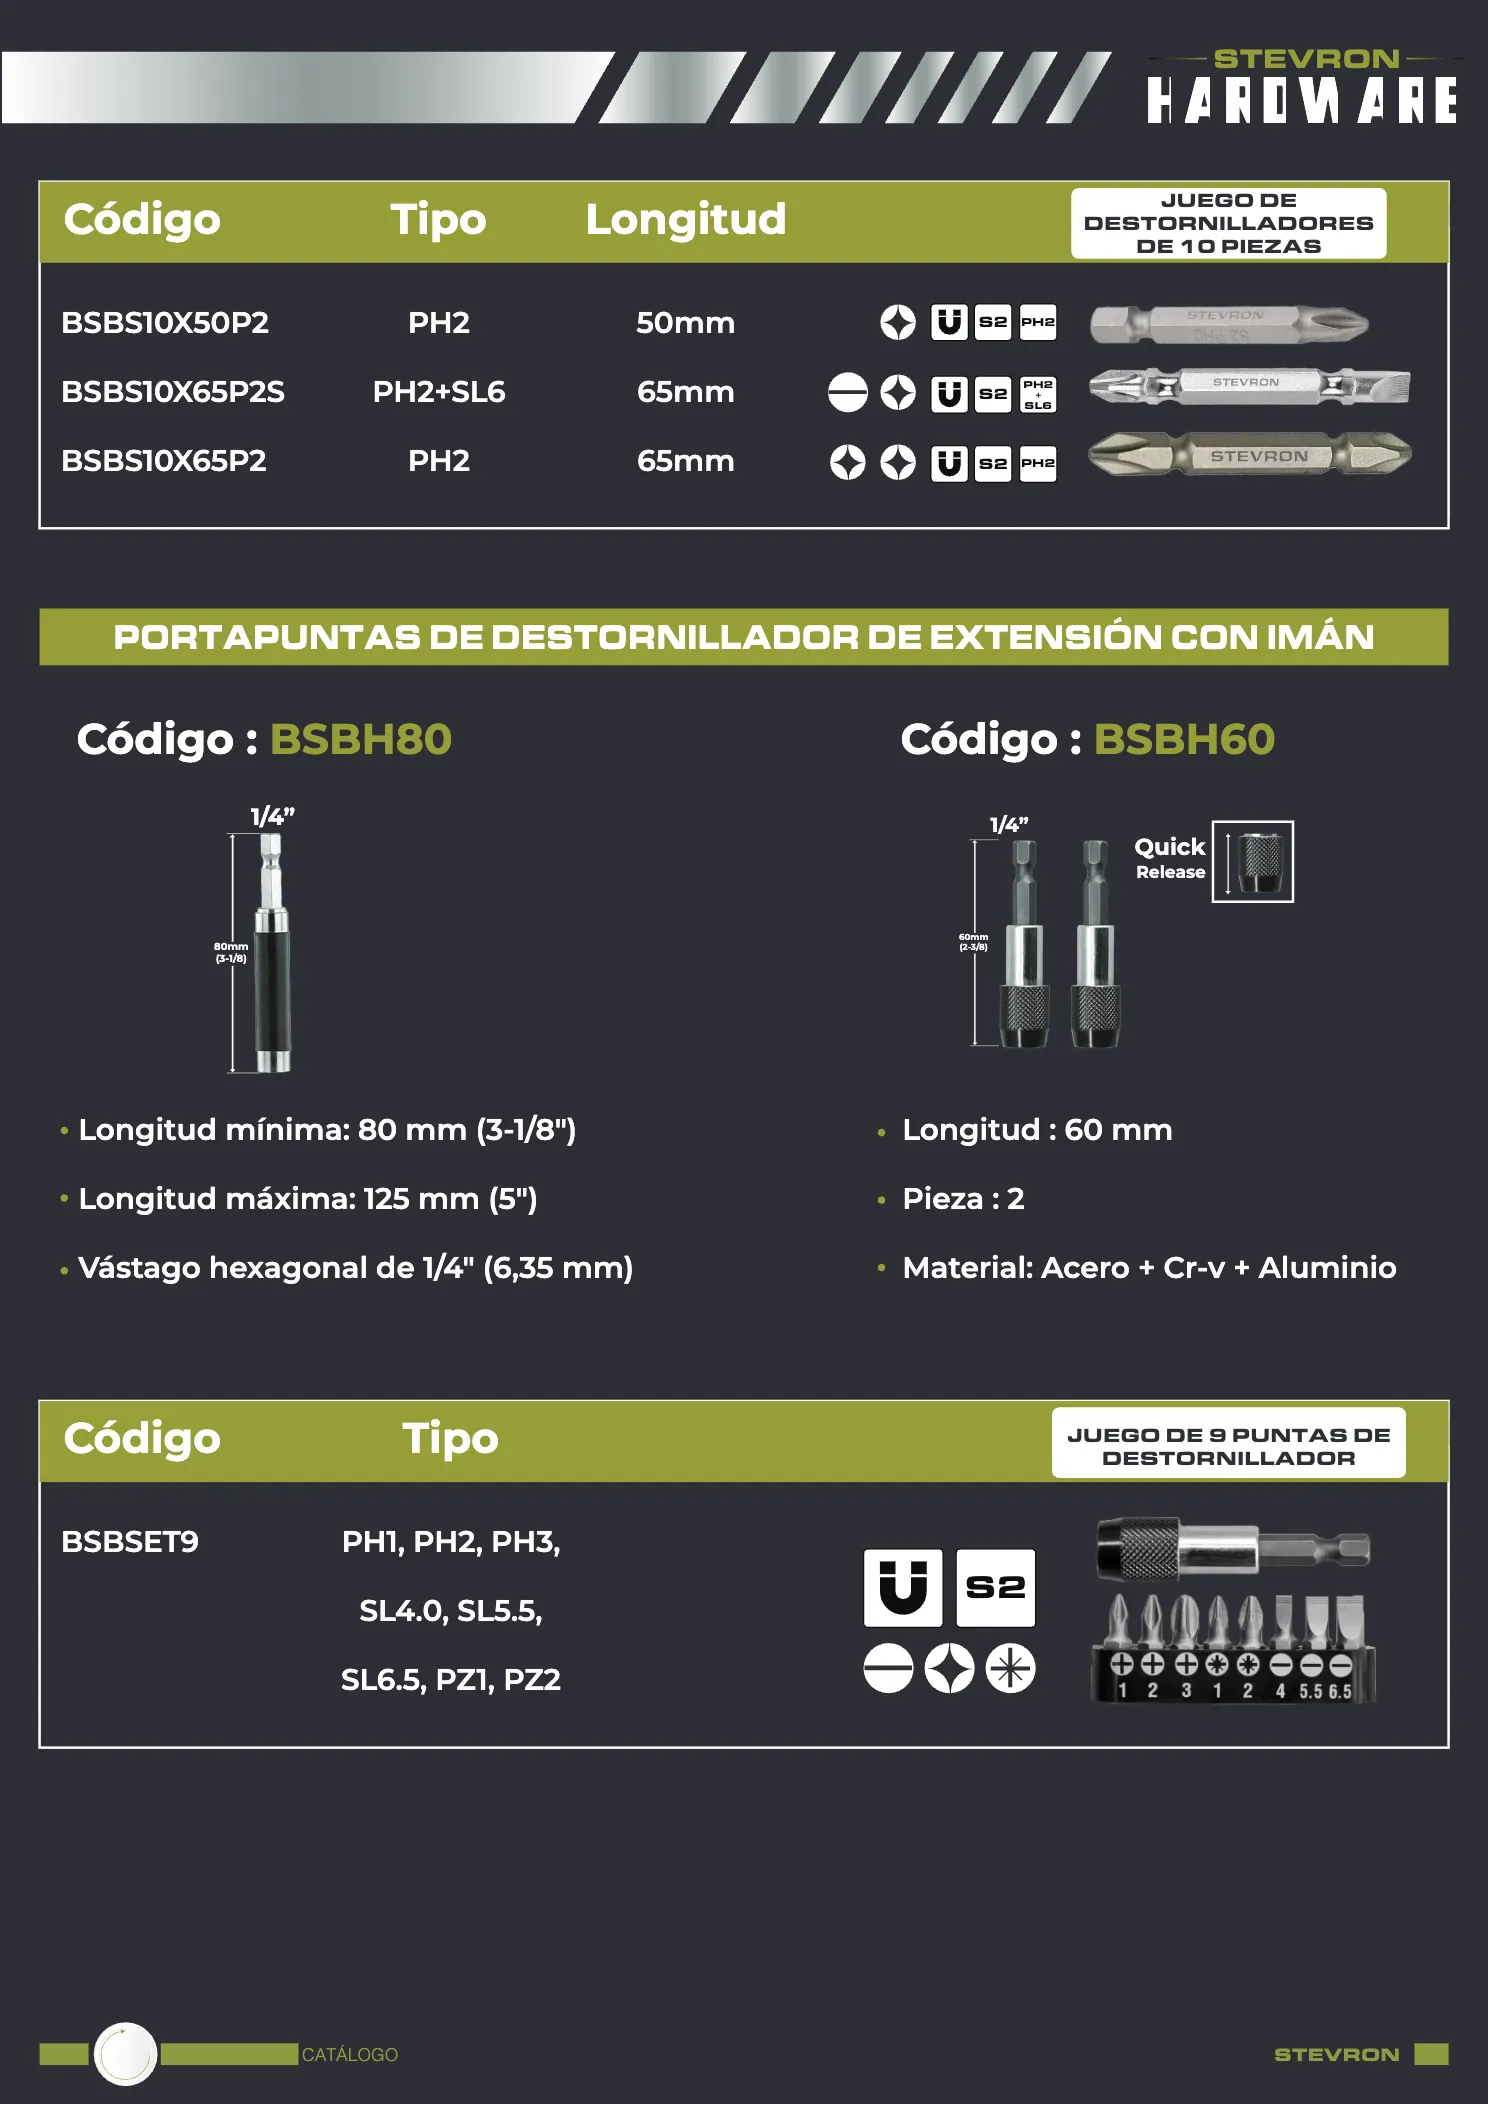 STEVRON
HARDWARE
Código Tipo Longitud
JUEGO DE
DESTORNILLADORES
DE 10 PIEZAS
BSBS10X50P2 PH2 50mm
S2 PH2
STEVRON
S2 PH2
BSBS10X65P2S PH2+SL6 65mm
S2 PH2
+
SL6
STEVRON
BSBS10X65P2 PH2 65mm
S2 PH2
STEVRON
PORTAPUNTAS DE DESTORNILLADOR DE EXTENSIÓN CON IMÁN
Código : BSBH80
1/4”
80mm
(3-1/8)
• Longitud mínima: 80 mm (3-1/8")
• Longitud máxima: 125 mm (5")
• Vástago hexagonal de 1/4" (6,35 mm)
Código : BSBH60
1/4”
60mm
(2-3/8)
Quick
Release
• Longitud : 60 mm
• Pieza : 2
• Material: Acero + Cr-v + Aluminio
Código Tipo
JUEGO DE 9 PUNTAS DE
DESTORNILLADOR
BSBSET9 PH1, PH2, PH3,
SL4.0, SL5.5,
SL6.5, PZ1, PZ2
S2
1 2 3 1 2 4 5.5 6.5
CATÁLOGO
STEVRON